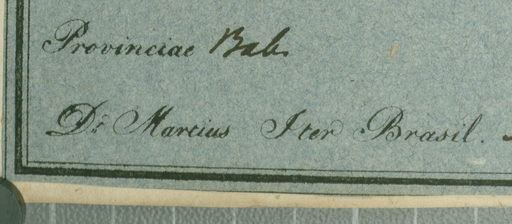 Provinciae Bah.
Dr. Martius Iter Brasil.